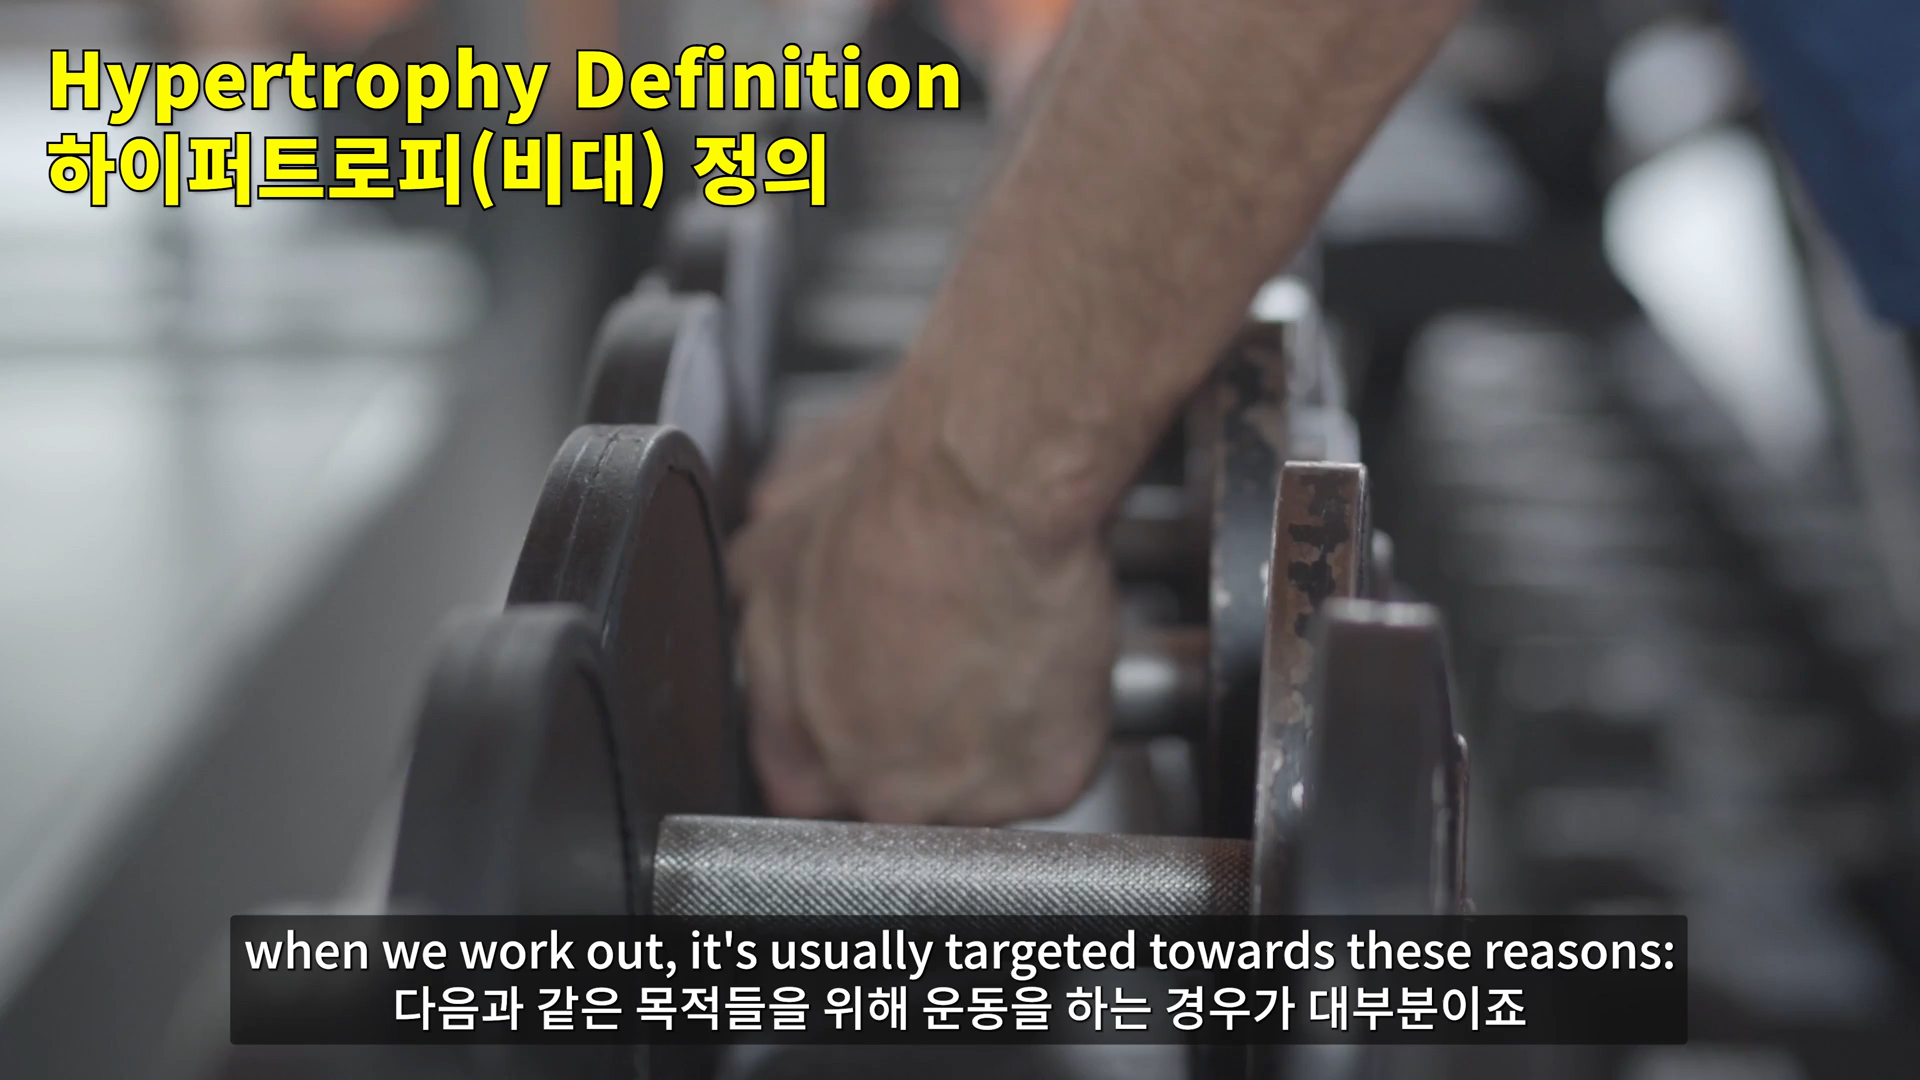 Hypertrophy Definition
하이퍼트로피(비대) 정의
when we work out, it's usually targeted towards these reasons:
다음과 같은 목적들을 위해 운동을 하는 경우가 대부분이죠